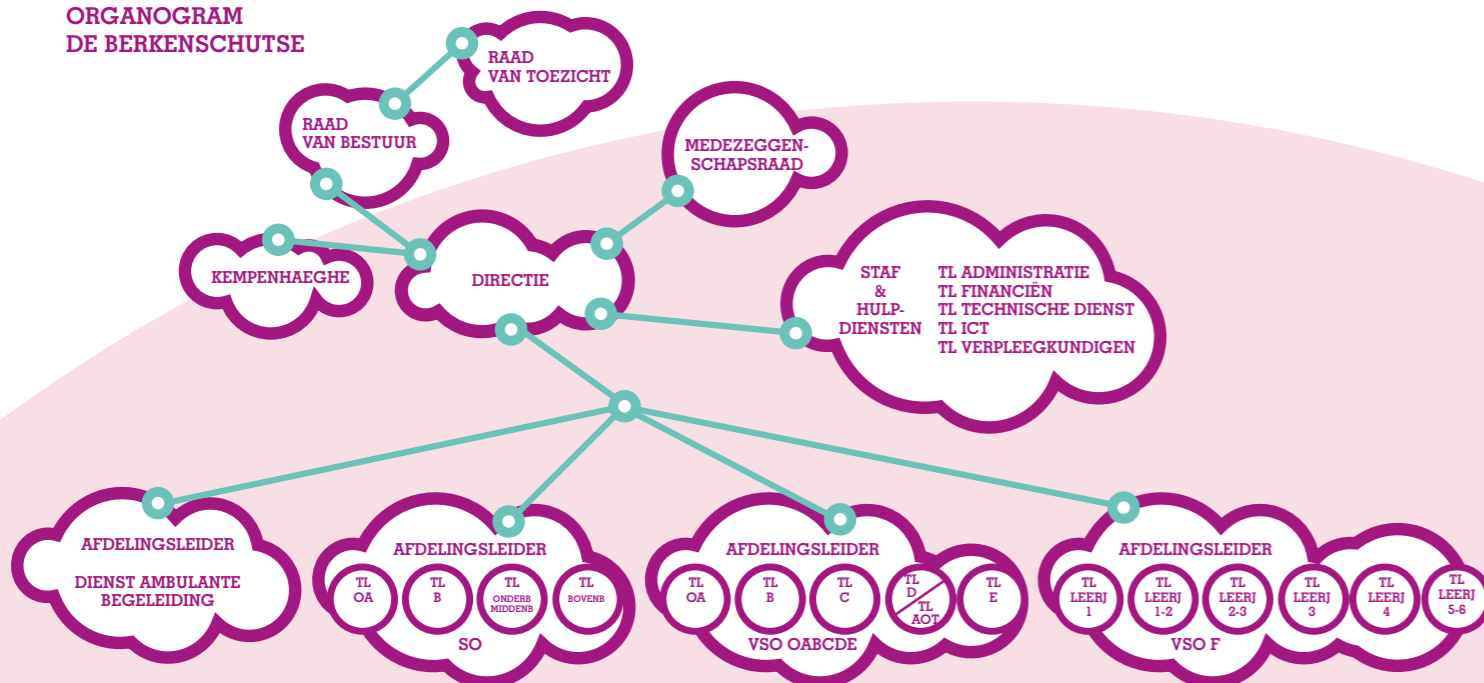 ORGANOGRAM
DE BERKENSCHUTSE
RAAD
VAN TOEZICHT
RAAD
VAN BESTUUR
MEDEZEGGEN-
SCHAPSRAAD
KEMPENHAEGHE
DIRECTIE
STAF
&
HULP-
DIENSTEN
TL ADMINISTRATIE
TL FINANCIËN
TL TECHNISCHE DIENST
TL ICT
TL VERPLEEGKUNDIGEN
AFDELINGSLEIDER
DIENST AMBULANTE
BEGELEIDING
AFDELINGSLEIDER
TL
OA
TL
B
TL
ONDERB
MIDDENB
TL
BOVENB
SO
AFDELINGSLEIDER
TL
OA
TL
B
TL
C
TL
D
TL
AOT
TL
E
VSO OABCDE
AFDELINGSLEIDER
TL
LEERJ
1
TL
LEERJ
1-2
TL
LEERJ
2-3
TL
LEERJ
3
TL
LEERJ
4
TL
LEERJ
5-6
VSO F